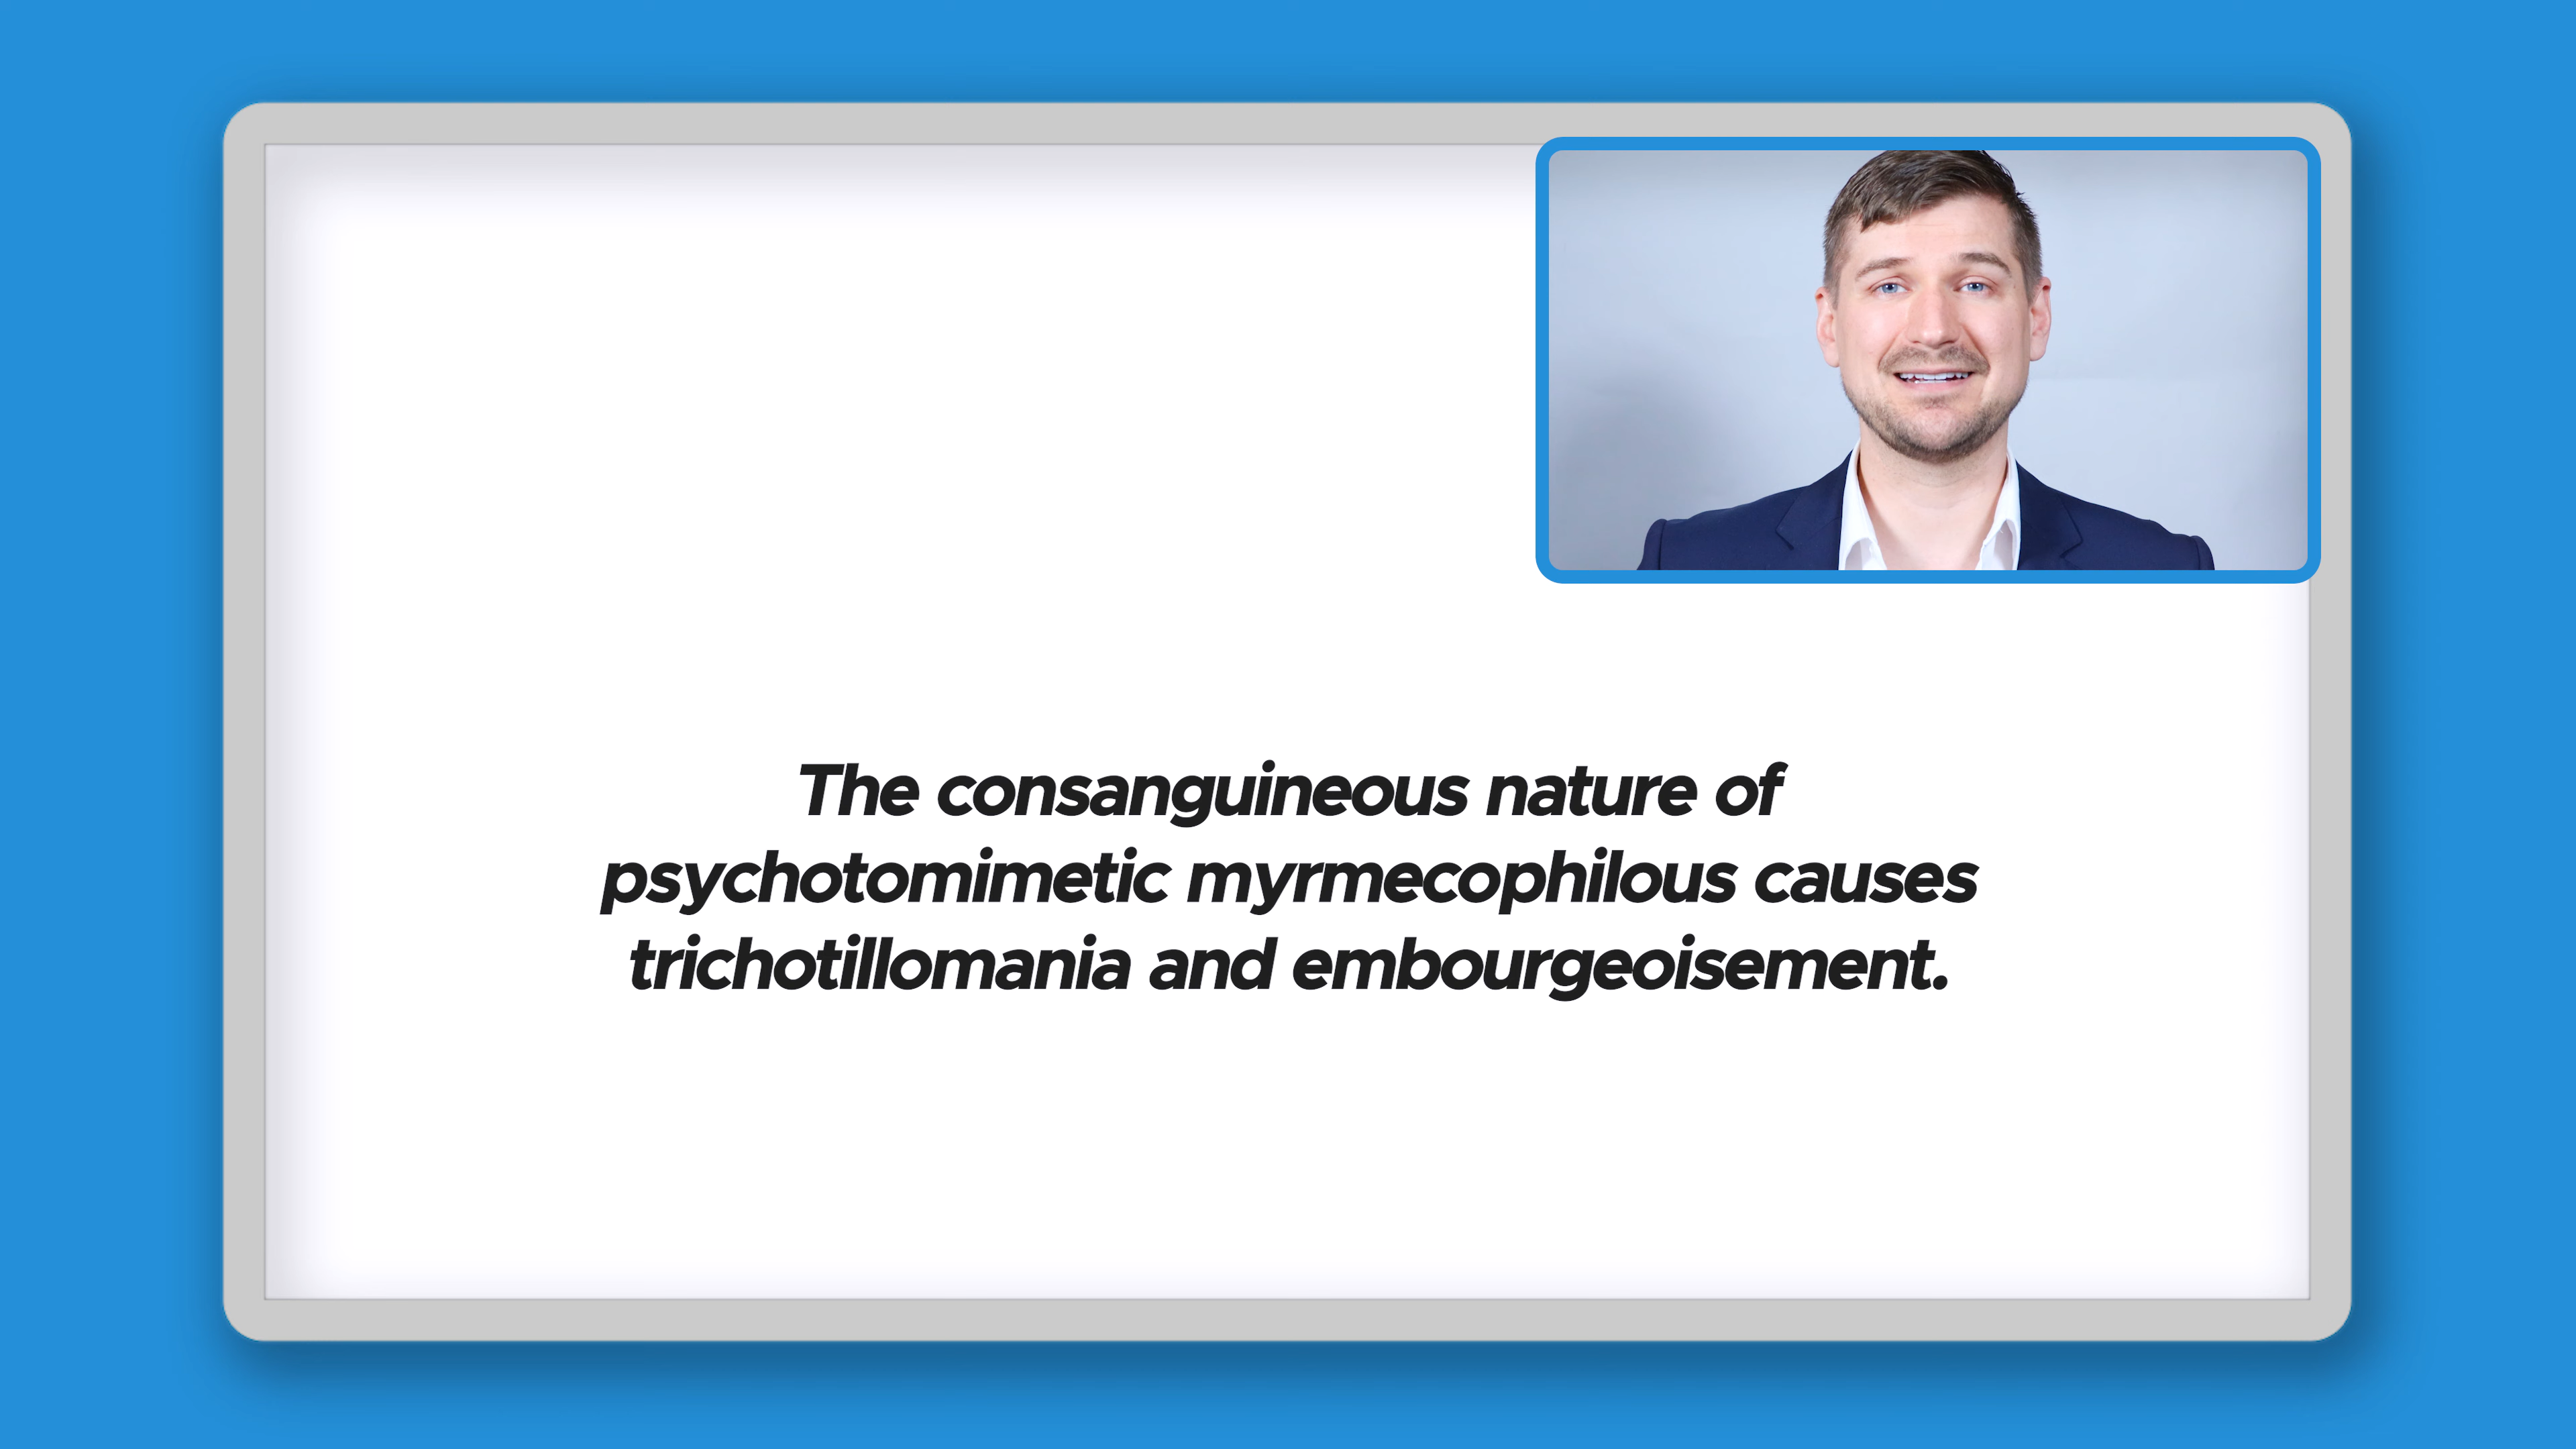 The consanguineous nature of
psychotomimetic myrmecophilous causes
trichotillomania and embourgeoisement.